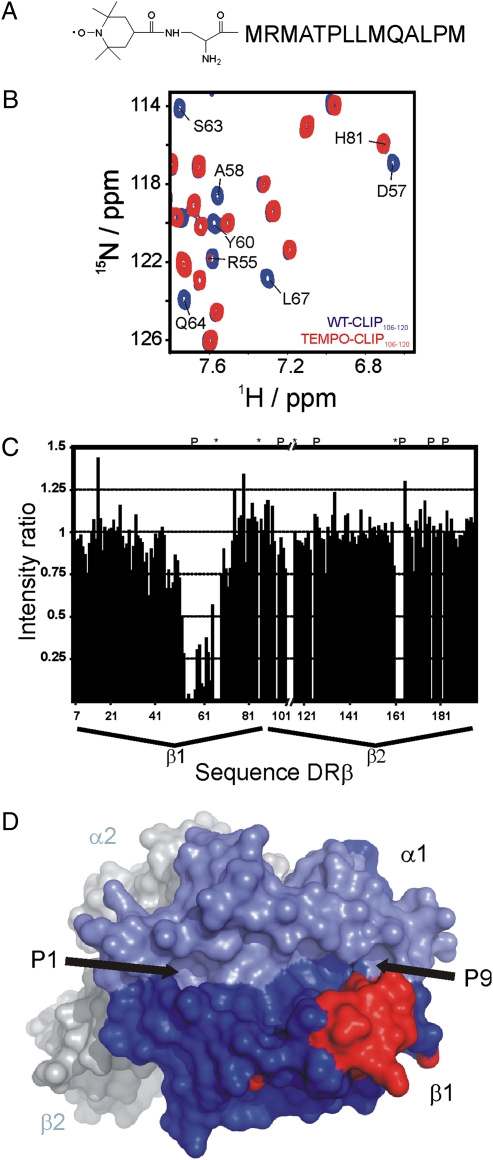 A
O
O
• O
N
NH
NH₂
MRMATPLLMQALPM
B
15N / ppm
114
118
122
126
S63
A58
Y60
R55
L67
Q64
H81
D57
WT-CLIP106-120
TEMPO-CLIP106-120
7.6
7.2
6.8
1H / ppm
C
P * * P * P * P P P
Intensity ratio
1.5
1.25
1
0.75
0.5
0.25
7 21 41 61 81 101 121 141 161 181
β1 β2
Sequence DRβ
D
α2
α1
P1
P9
β2
β1